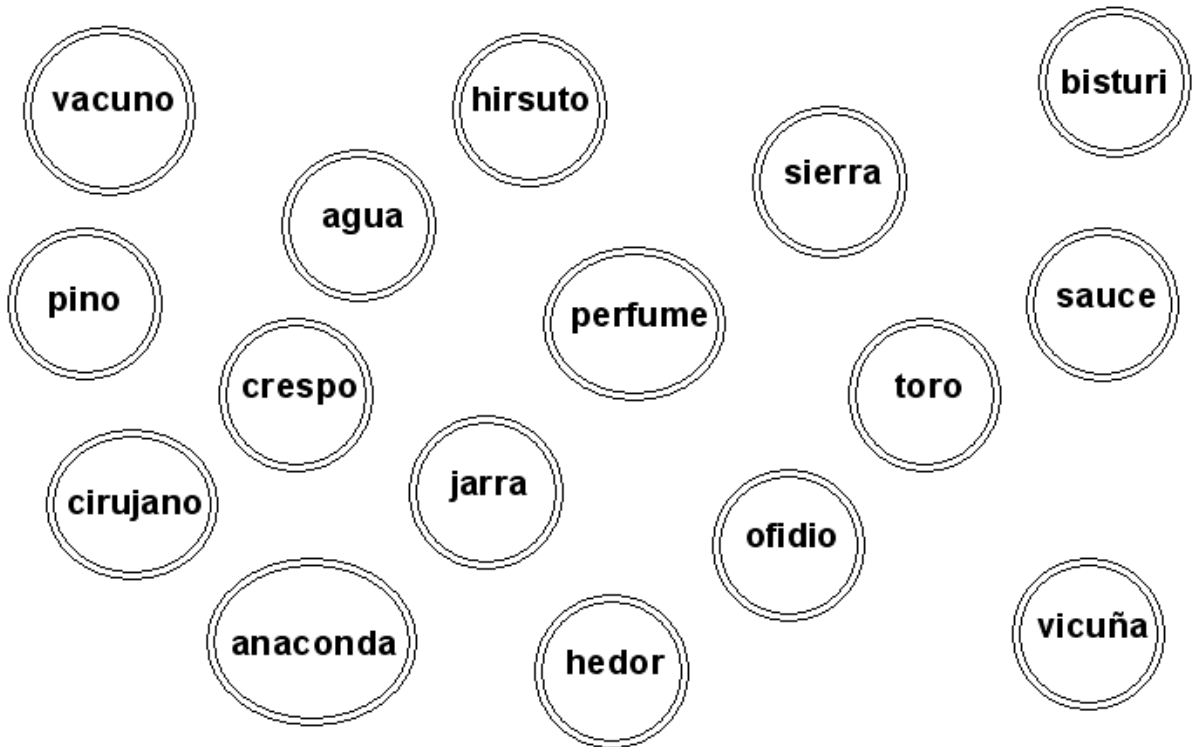 vacuno
hirsuto
bisturi
sierra
agua
pino
perfume
sauce
crespo
toro
cirujano
jarra
ofidio
anaconda
hedor
vicuña